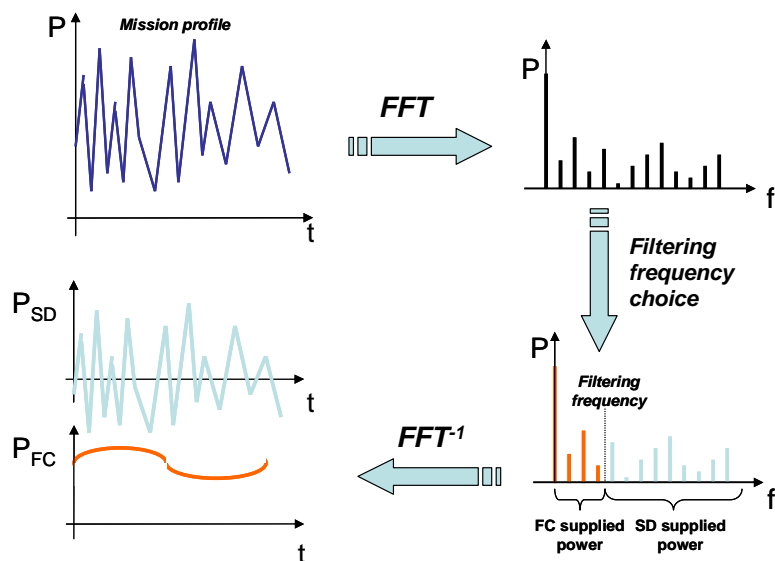 P
Mission profile
t
FFT
P
f
Filtering
frequency
choice
P_SD
t
P_FC
t
FFT^-1
P
Filtering
frequency
f
FC supplied
power
SD supplied
power